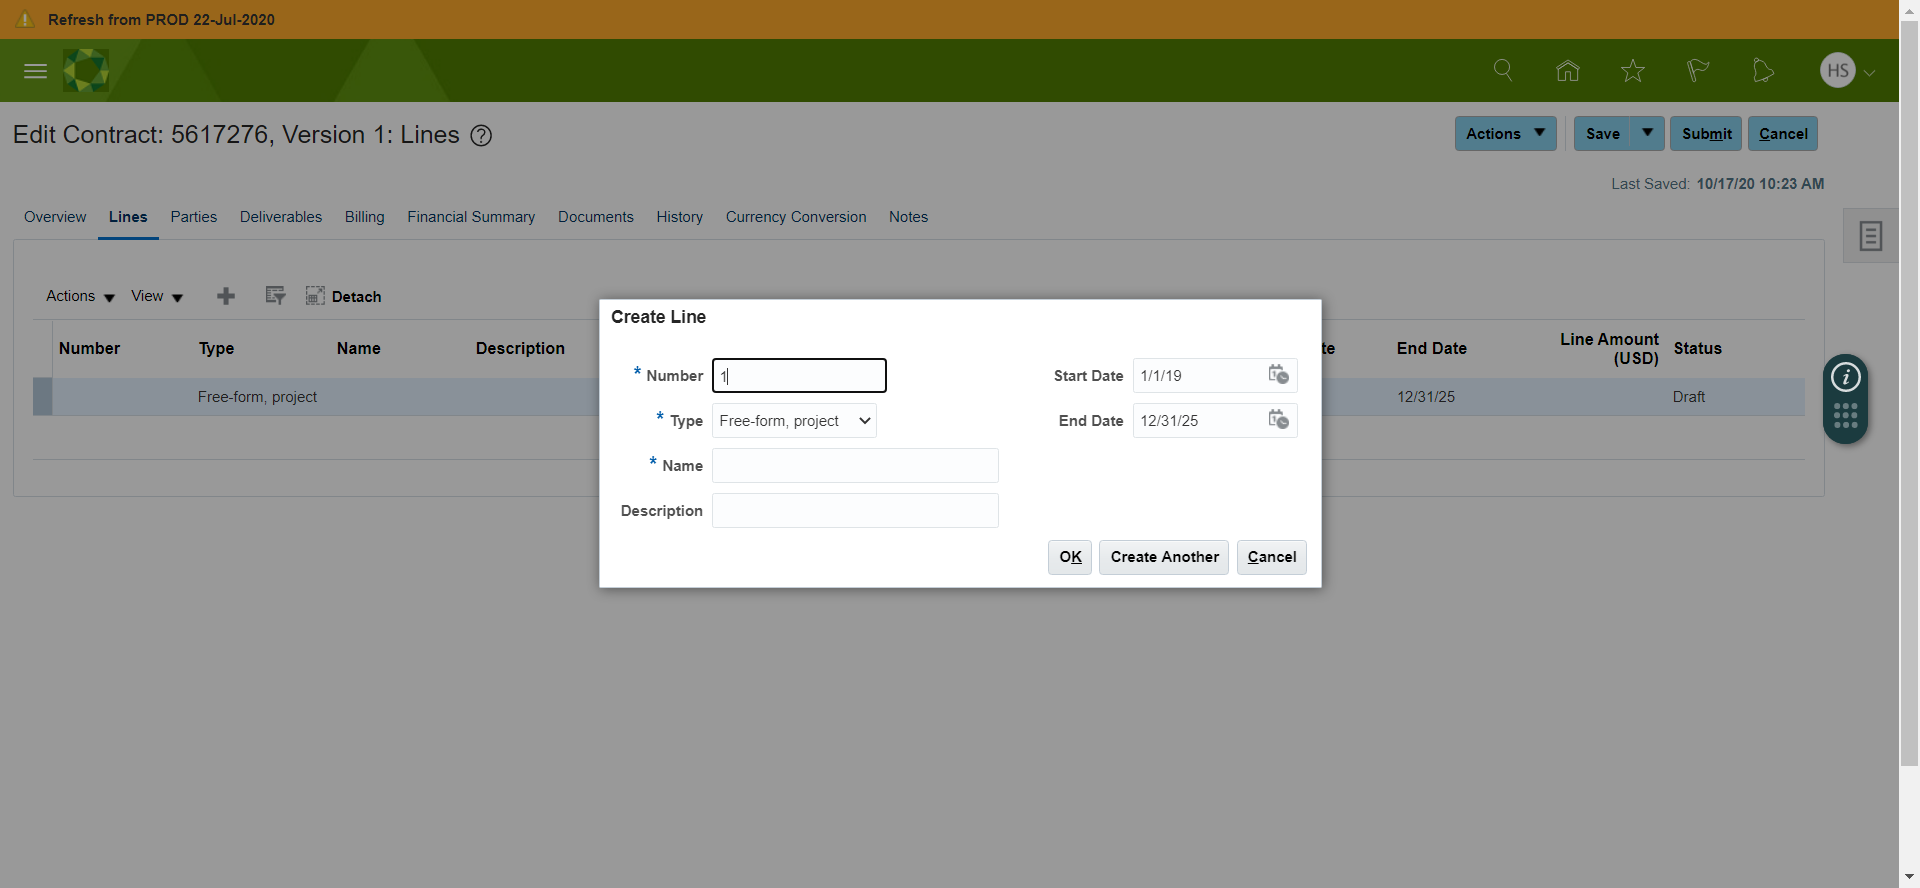 Refresh from PROD 22-Jul-2020
HS
Edit Contract: 5617276, Version 1: Lines ?
Actions Save Submit Cancel
Last Saved: 10/17/20 10:23 AM
Overview Lines Parties Deliverables Billing Financial Summary Documents History Currency Conversion Notes
Actions View Detach
Number Type Name Description te End Date Line Amount (USD) Status
Free-form, project 12/31/25 Draft
Create Line
* Number 1 Start Date 1/1/19
* Type Free-form, project End Date 12/31/25
* Name
Description
OK Create Another Cancel